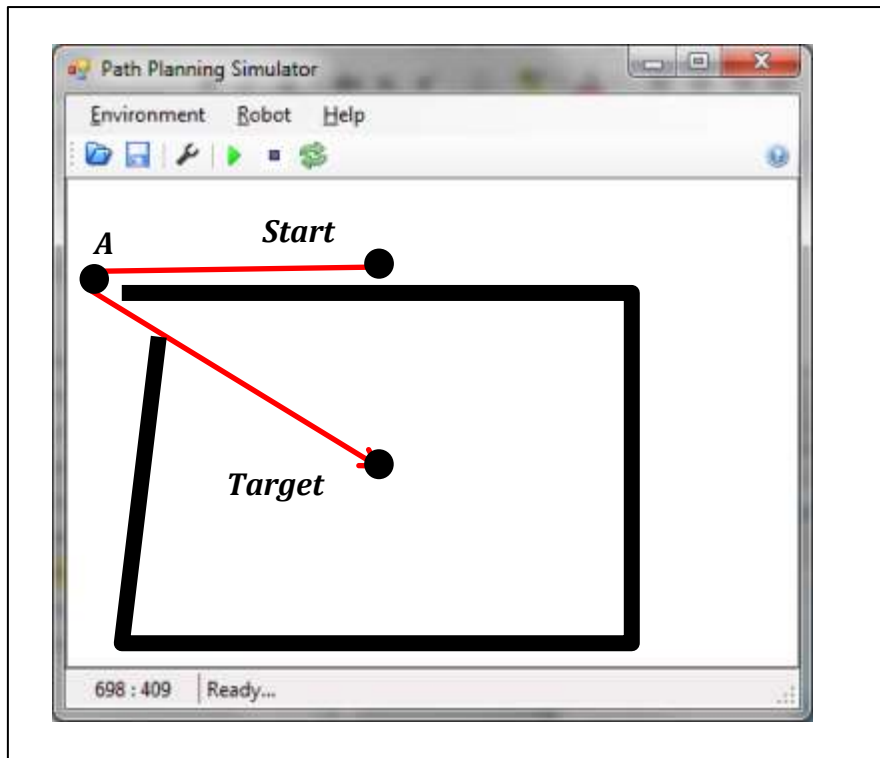 Path Planning Simulator
Environment Robot Help
Start
A
Target
698 : 409 Ready...